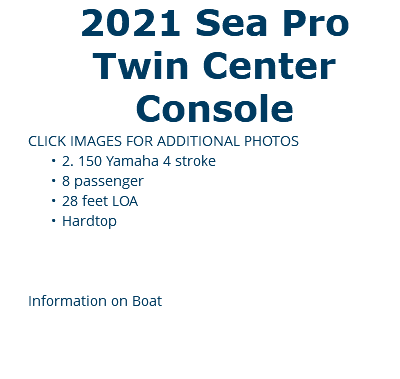 2021 Sea Pro
Twin Center
Console
CLICK IMAGES FOR ADDITIONAL PHOTOS
• 2. 150 Yamaha 4 stroke
• 8 passenger
• 28 feet LOA
• Hardtop
Information on Boat